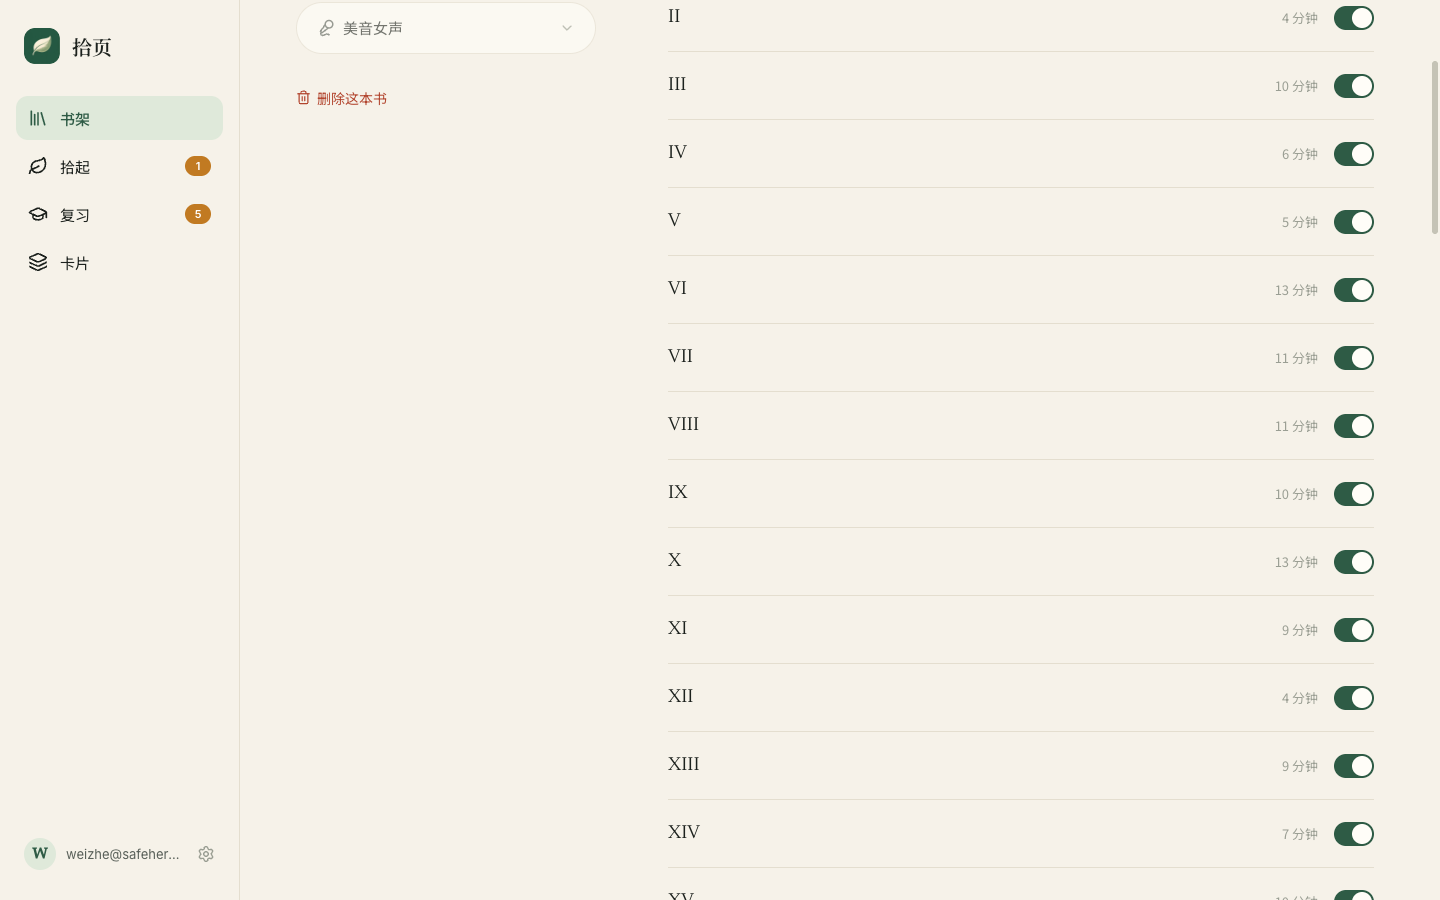 拾页
书架
拾起 1
复习 5
卡片
W weizhe@safeher...
美音女声
删除这本书
II 4 分钟
III 10 分钟
IV 6 分钟
V 5 分钟
VI 13 分钟
VII 11 分钟
VIII 11 分钟
IX 10 分钟
X 13 分钟
XI 9 分钟
XII 4 分钟
XIII 9 分钟
XIV 7 分钟
XV